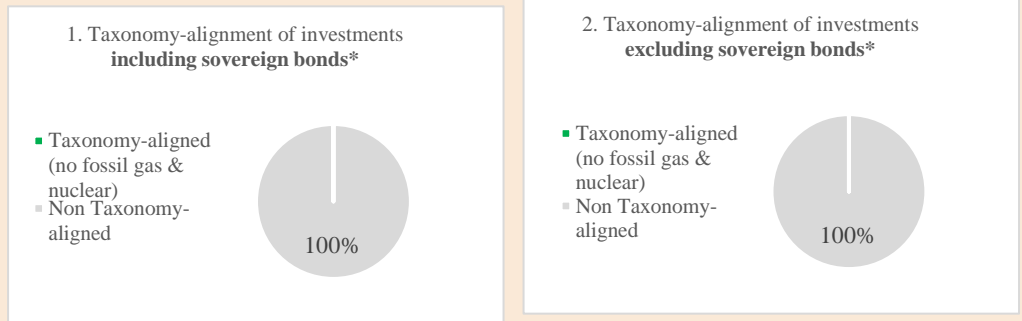 1. Taxonomy-alignment of investments
including sovereign bonds*
Taxonomy-aligned
(no fossil gas &
nuclear)
Non Taxonomy-
aligned
100%
2. Taxonomy-alignment of investments
excluding sovereign bonds*
Taxonomy-aligned
(no fossil gas &
nuclear)
Non Taxonomy-
aligned
100%